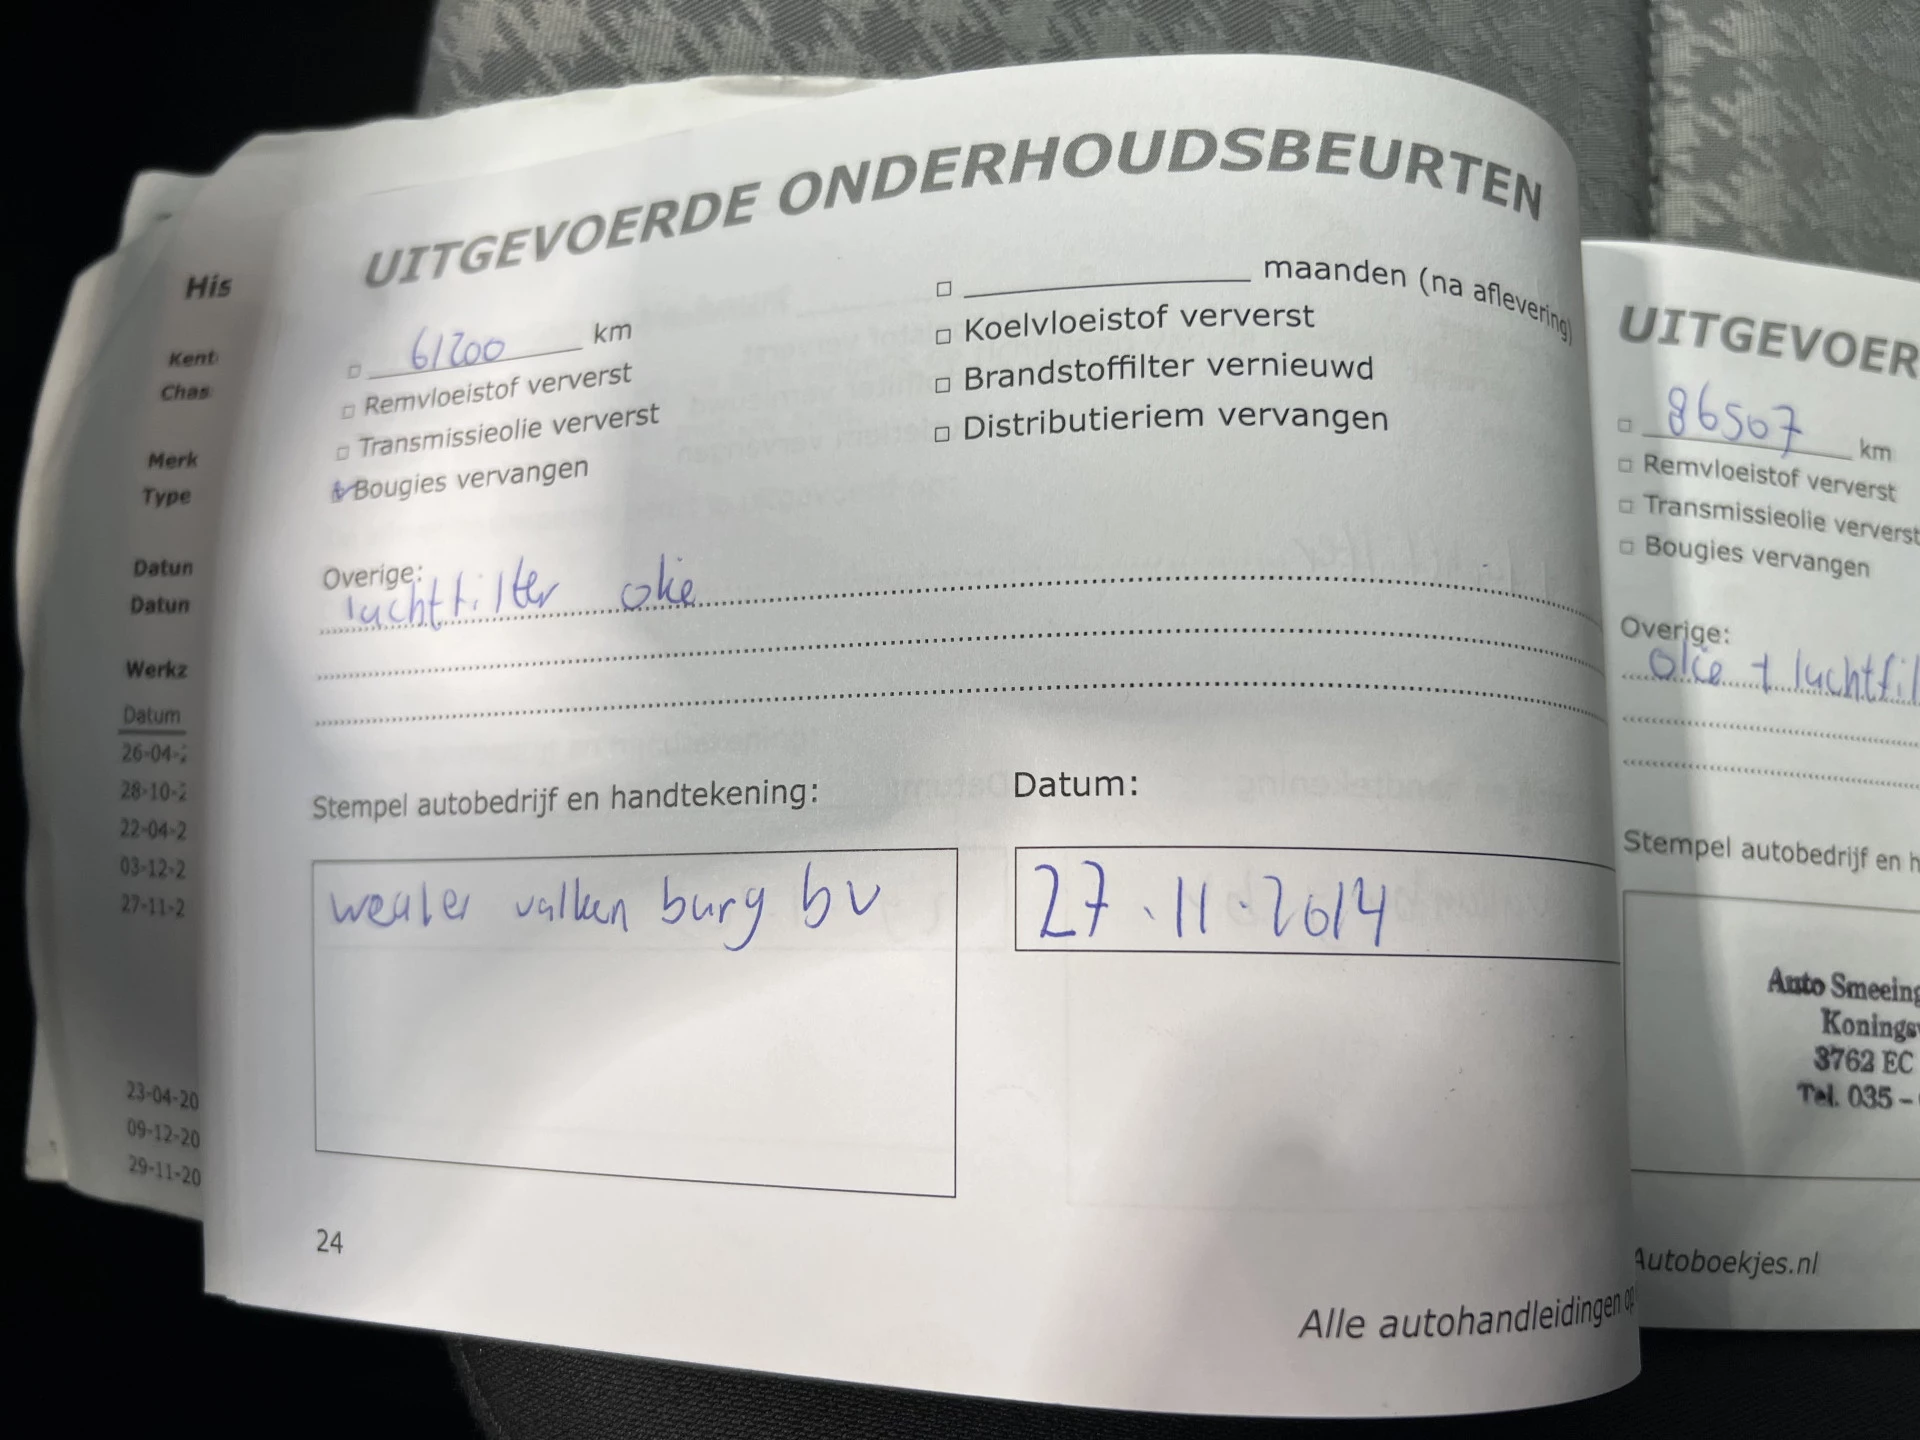 His
Kent
Chas
Merk
Type
Datun
Datun
Werkz
Datum
26-04-2
28-10-2
22-04-2
03-12-2
27-11-2
23-04-20
09-12-20
29-11-20
UITGEVOERDE ONDERHOUDSBEURTEN
61200 km
Remvloeistof ververst
Transmissieolie ververst
Bougies vervangen
maanden (na aflevering)
Koelvloeistof ververst
Brandstoffilter vernieuwd
Distributieriem vervangen
Overige:
luchtfilter olie
Stempel autobedrijf en handtekening:
Datum:
valken burg bv
27.11.2014
24
Alle autohandleidingen op
UITGEVOER
86507 km
Remvloeistof ververst
Transmissieolie ververst
Bougies vervangen
Overige:
olie + luchtfil
Stempel autobedrijf en h
Auto Smeeing
Konings
3762 EC
Tel. 035 –
Autoboekjes.nl